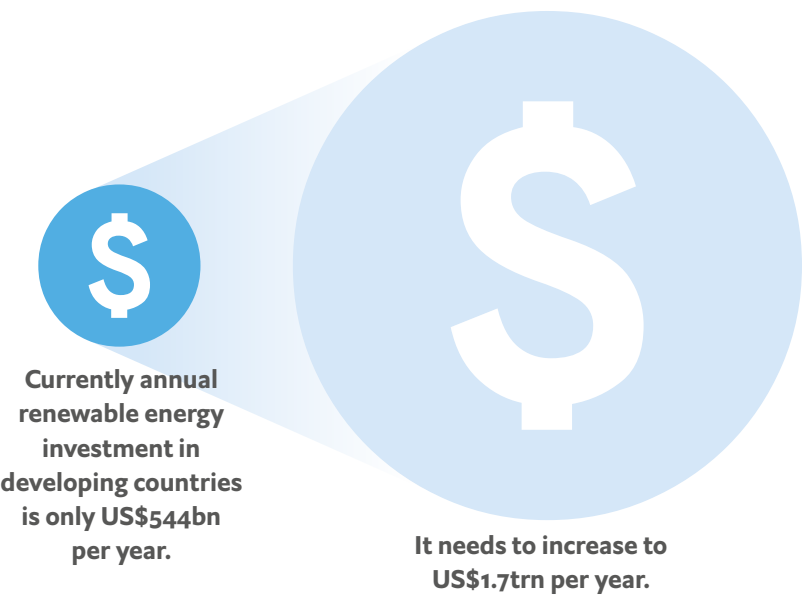 $
$
Currently annual
renewable energy
investment in
developing countries
is only US$544bn
per year.
It needs to increase to
US$1.7trn per year.